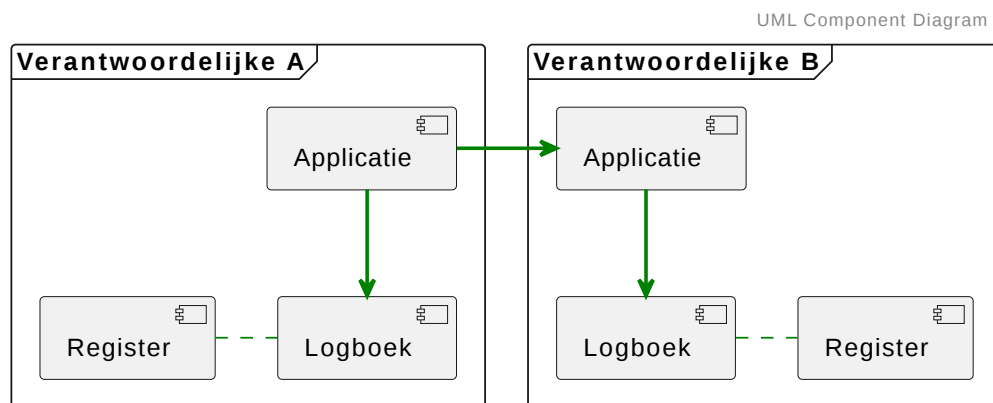 UML Component Diagram
Verantwoordelijke A
Verantwoordelijke B
Applicatie
Applicatie
Register
Logboek
Logboek
Register